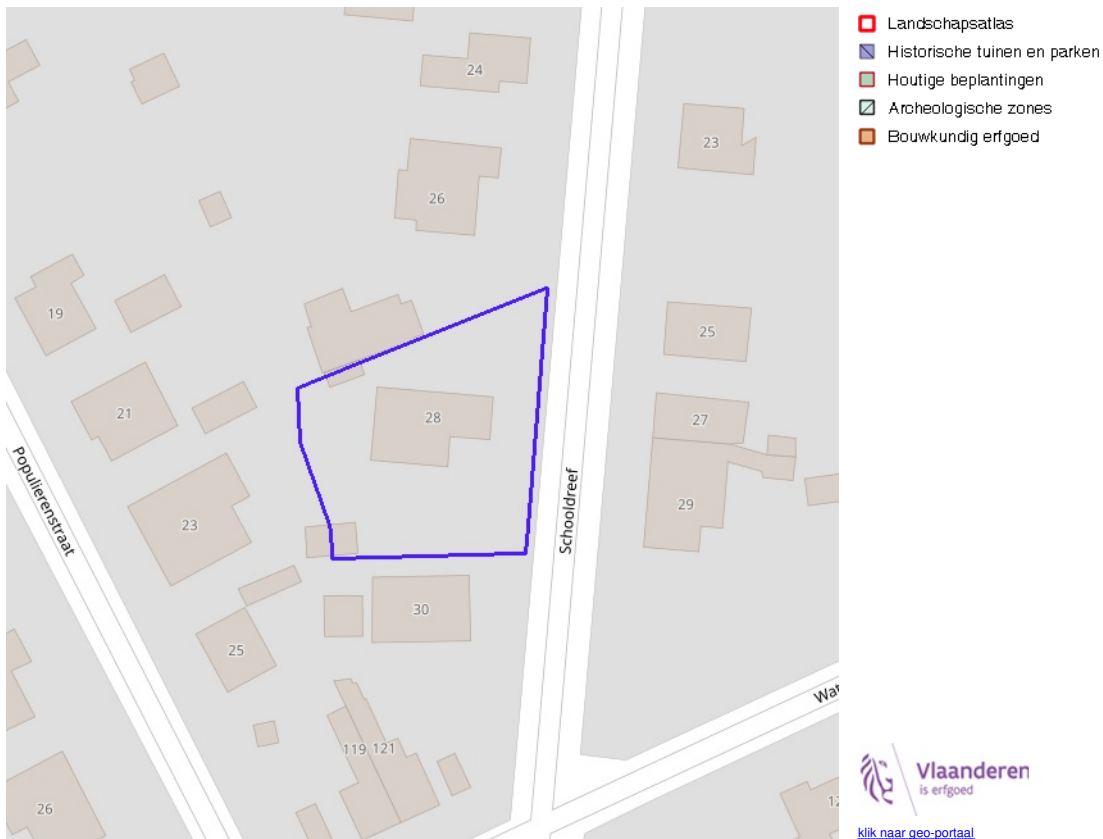 24
23
26
19
25
21
28
27
Populierenstraat
Schooldreef
23
29
30
25
119
121
26
Landschapsatlas
Historische tuinen en parken
Houtige beplantingen
Archeologische zones
Bouwkundig erfgoed
Vlaanderen
is erfgoed
klik naar geo-portaal